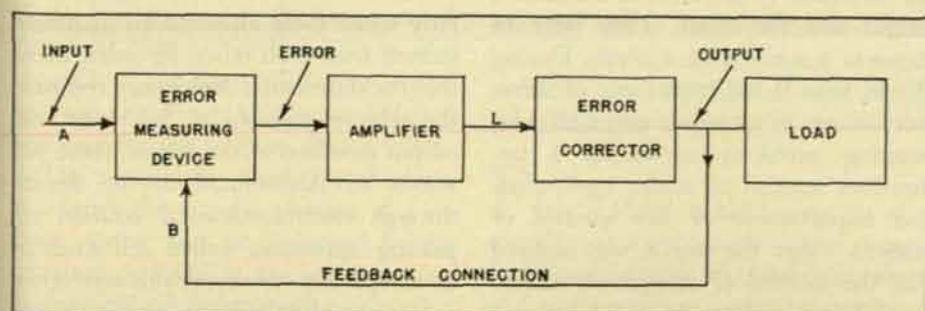 INPUT
ERROR
OUTPUT
A
ERROR
MEASURING
DEVICE
AMPLIFIER
L
ERROR
CORRECTOR
LOAD
B
FEEDBACK CONNECTION